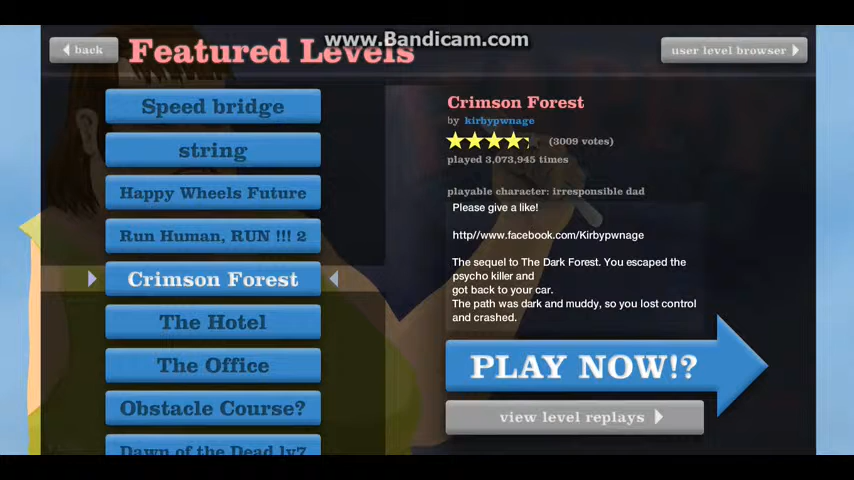 www.Bandicam.com
back
Featured Levels
user level browser
Speed bridge
string
Happy Wheels Future
Run Human, RUN !!! 2
Crimson Forest
The Hotel
The Office
Obstacle Course?
Dawn of the Dead lv7
Crimson Forest
by kirbypwnage
(3009 votes)
played 3,073,945 times
playable character: irresponsible dad
Please give a like!
http//www.facebook.com/Kirbypwnage
The sequel to The Dark Forest. You escaped the
psycho killer and
got back to your car.
The path was dark and muddy, so you lost control
and crashed.
PLAY NOW!?
view level replays